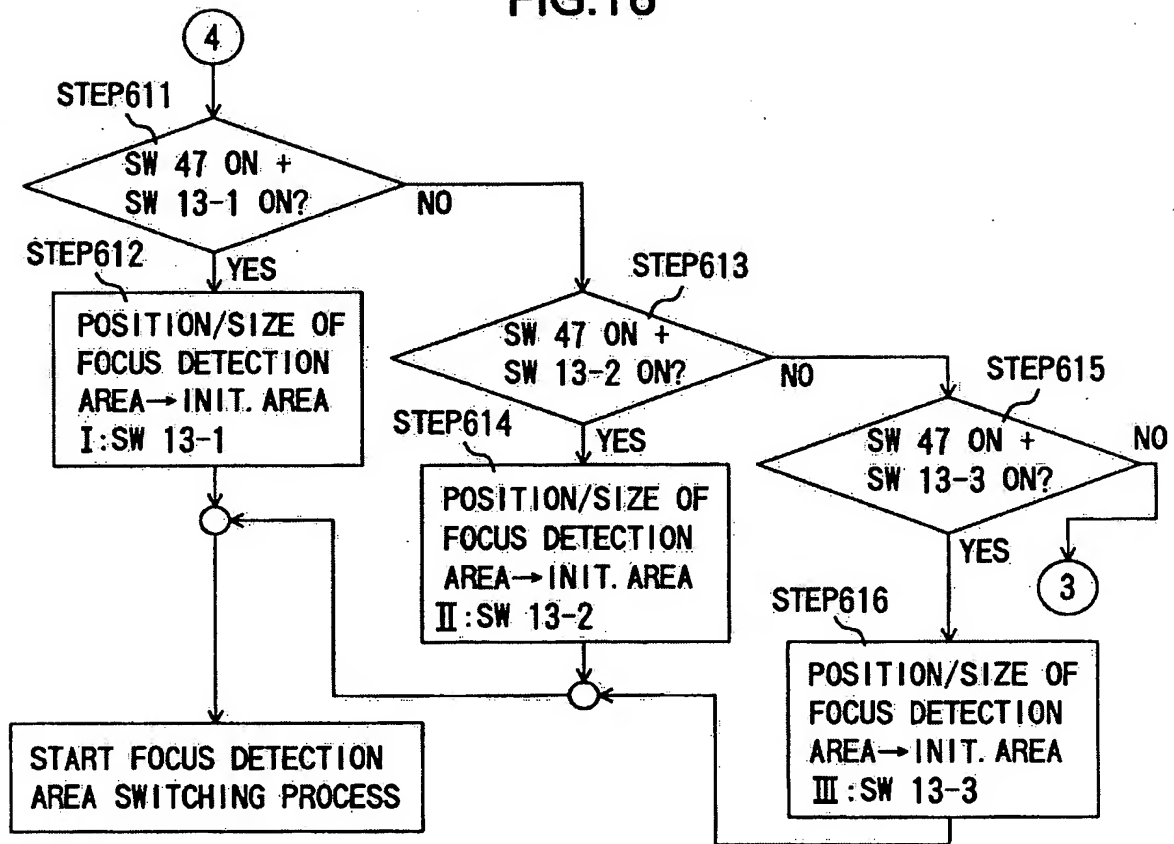 FIG.16
4
STEP611
SW 47 ON +
SW 13-1 ON?
NO
YES
STEP612
POSITION/SIZE OF
FOCUS DETECTION
AREA→INIT. AREA
I:SW 13-1
STEP613
SW 47 ON +
SW 13-2 ON?
NO
YES
STEP614
POSITION/SIZE OF
FOCUS DETECTION
AREA→INIT. AREA
II:SW 13-2
STEP615
SW 47 ON +
SW 13-3 ON?
NO
YES
3
STEP616
POSITION/SIZE OF
FOCUS DETECTION
AREA→INIT. AREA
III:SW 13-3
START FOCUS DETECTION
AREA SWITCHING PROCESS